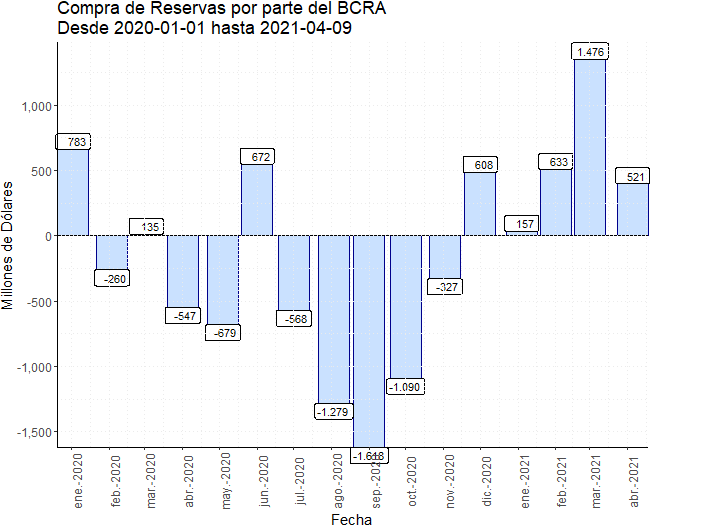 Compra de Reservas por parte del BCRA
Desde 2020-01-01 hasta 2021-04-09
Millones de Dólares
1,000
500
0
-500
-1,000
-1,500
783
-260
135
-547
-679
672
-568
-1.279
-1.618
-1.090
-327
608
157
633
1.476
521
ene.-2020
feb.-2020
mar.-2020
abr.-2020
may.-2020
jun.-2020
jul.-2020
ago.-2020
sep.-2020
oct.-2020
nov.-2020
dic.-2020
ene.-2021
feb.-2021
mar.-2021
abr.-2021
Fecha